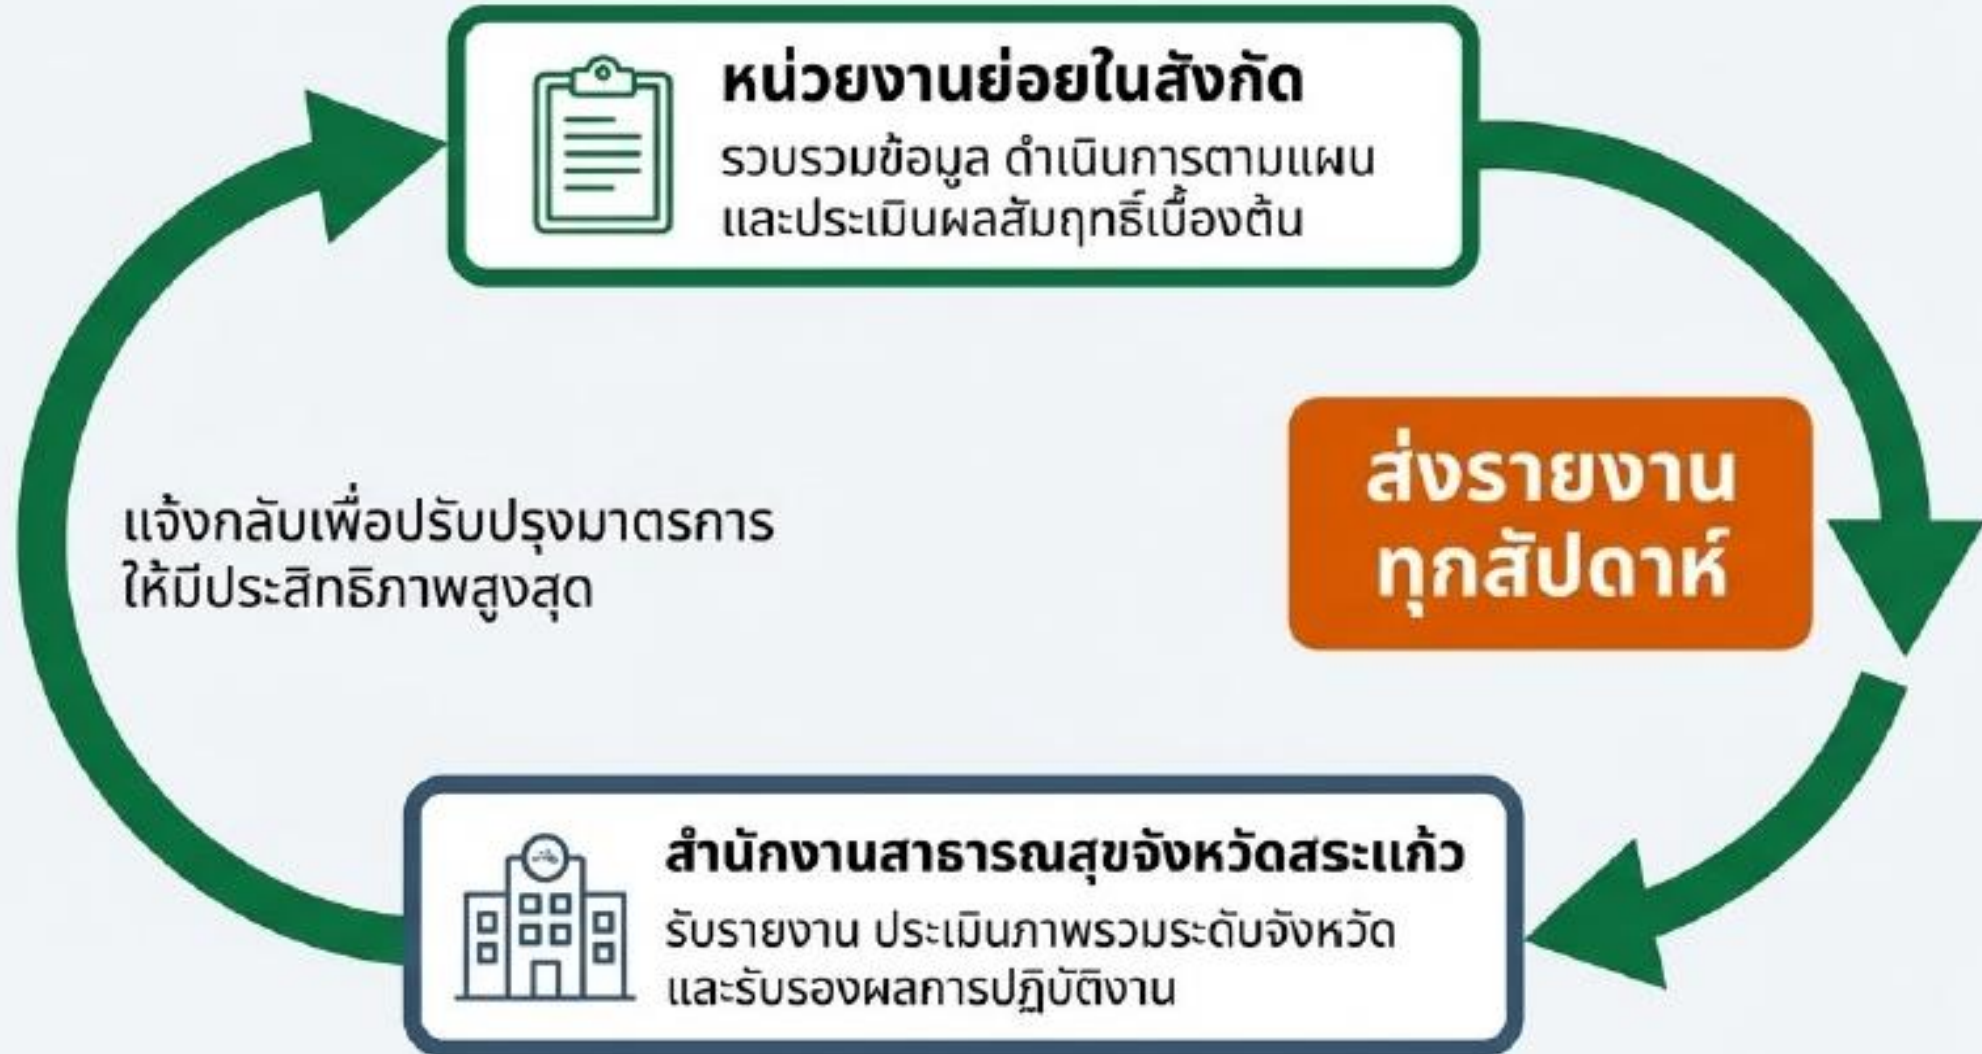 หน่วยงานย่อยในสังกัด
รวบรวมข้อมูล ดำเนินการตามแผน
และประเมินผลสัมฤทธิ์เบื้องต้น
ส่งรายงาน
ทุกสัปดาห์
แจ้งกลับเพื่อปรับปรุงมาตรการ
ให้มีประสิทธิภาพสูงสุด
สำนักงานสาธารณสุขจังหวัดสระแก้ว
รับรายงาน ประเมินภาพรวมระดับจังหวัด
และรับรองผลการปฏิบัติงาน